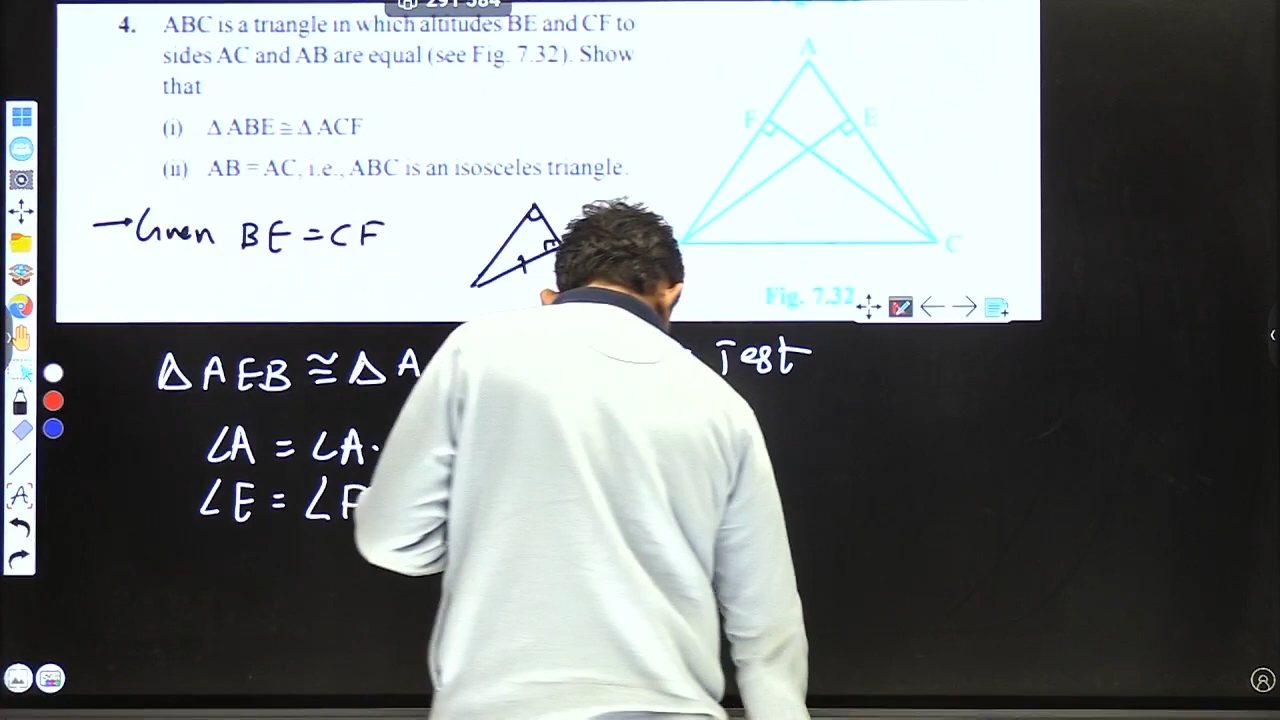 4. ABC is a triangle in which altitudes BE and CF to
sides AC and AB are equal (see Fig. 7.32). Show
that
(i) Δ ABE ≅ Δ ACF
(ii) AB = AC, i.e., ABC is an isosceles triangle.
A
F
E
C
Fig. 7.32
→ Given BE = CF
Δ AEB ≅ Δ A
Test
∠A = ∠A.
∠E = ∠F